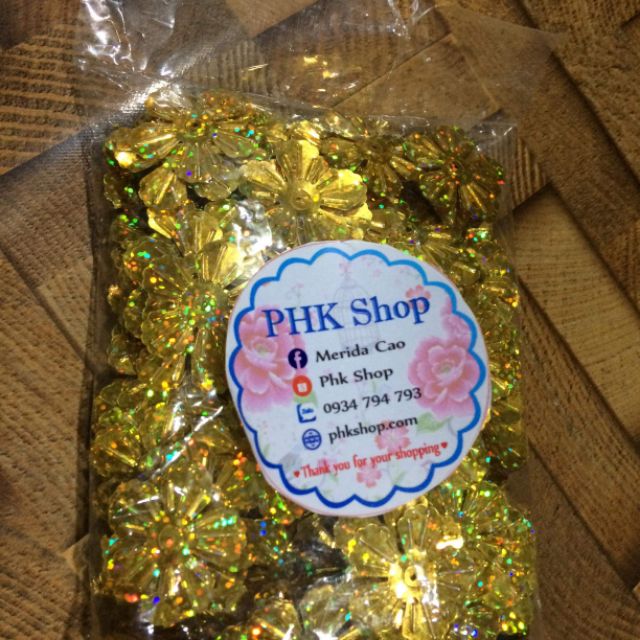 PHK Shop
Merida Cao
Phk Shop
0934 794 793
phkshop.com
Thank you for your shopping